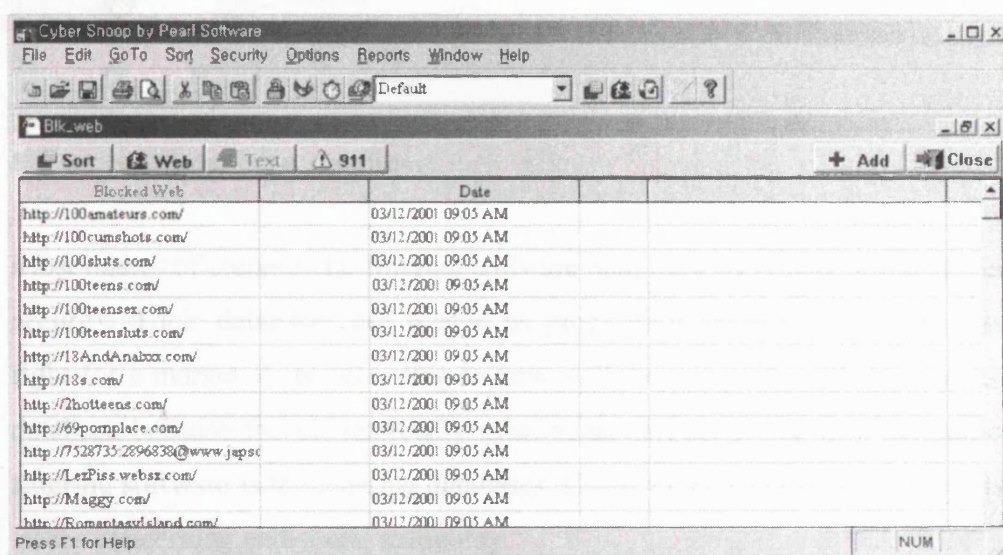 Cyber Snoop by Pearl Software
File Edit GoTo Sort Security Options Reports Window Help
Default
Blk_web
Sort Web Text 911 Add Close
Blocked Web Date
http://100amateurs.com/ 03/12/2001 09:05 AM
http://100cumshots.com/ 03/12/2001 09:05 AM
http://100sluts.com/ 03/12/2001 09:05 AM
http://100teens.com/ 03/12/2001 09:05 AM
http://100teensex.com/ 03/12/2001 09:05 AM
http://100teensluts.com/ 03/12/2001 09:05 AM
http://18AndAnalxxx.com/ 03/12/2001 09:05 AM
http://18s.com/ 03/12/2001 09:05 AM
http://2hotteens.com/ 03/12/2001 09:05 AM
http://69pornplace.com/ 03/12/2001 09:05 AM
http://7528735:2896838@www.japsc 03/12/2001 09:05 AM
http://LezPiss.websx.com/ 03/12/2001 09:05 AM
http://Maggy.com/ 03/12/2001 09:05 AM
http://RomantasyIsland.com/ 03/12/2001 09:05 AM
Press F1 for Help NUM